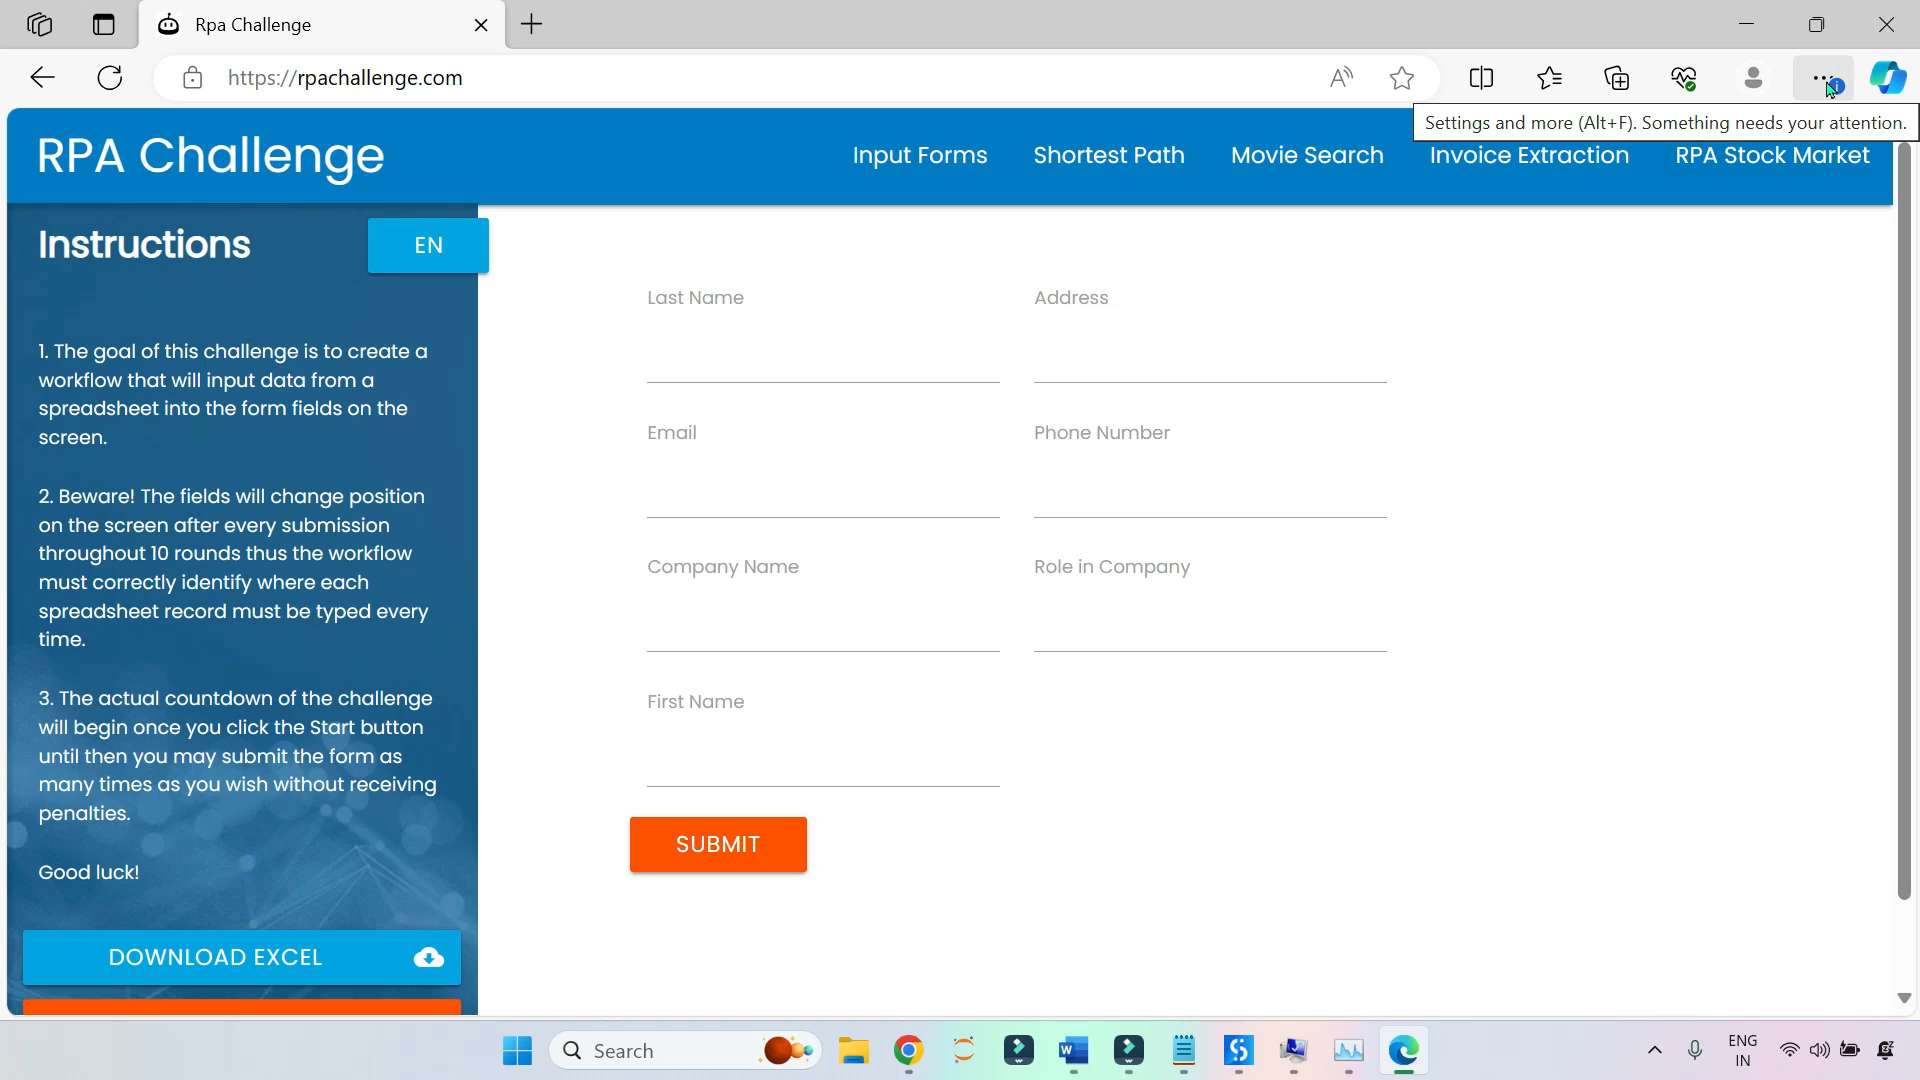 Rpa Challenge
https://rpachallenge.com
Settings and more (Alt+F). Something needs your attention.
RPA Challenge
Input Forms
Shortest Path
Movie Search
Invoice Extraction
RPA Stock Market
Instructions
EN
1. The goal of this challenge is to create a
workflow that will input data from a
spreadsheet into the form fields on the
screen.
2. Beware! The fields will change position
on the screen after every submission
throughout 10 rounds thus the workflow
must correctly identify where each
spreadsheet record must be typed every
time.
3. The actual countdown of the challenge
will begin once you click the Start button
until then you may submit the form as
many times as you wish without receiving
penalties.
Good luck!
DOWNLOAD EXCEL
Last Name
Address
Email
Phone Number
Company Name
Role in Company
First Name
SUBMIT
Search
ENG
IN